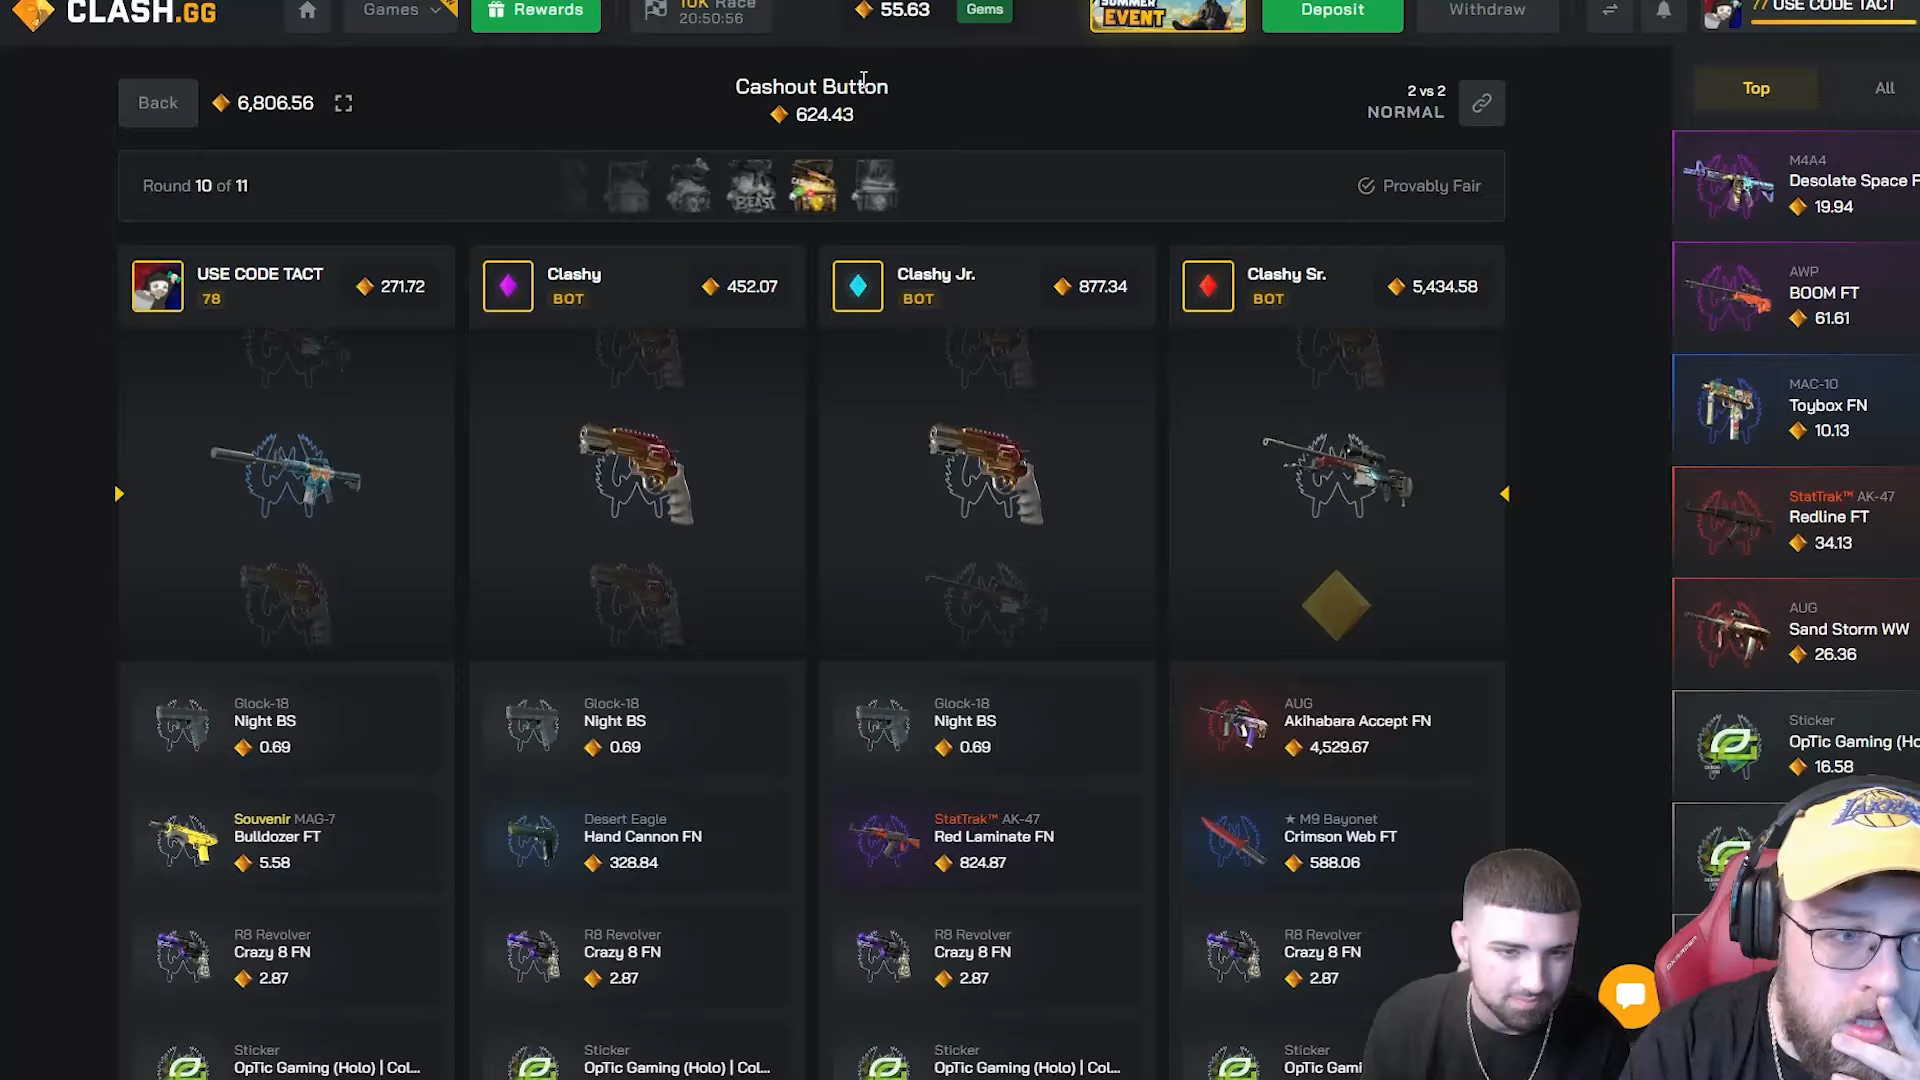 CLASH.GG
Games
Rewards
10K Race
20:50:56
55.63
Gems
SUMMER
EVENT
Deposit
Withdraw
77 USE CODE TACT
Back
6,806.56
Cashout Button
624.43
2 vs 2
NORMAL
Top
All
Round 10 of 11
BEAST
Provably Fair
USE CODE TACT
78
271.72
Clashy
BOT
452.07
Clashy Jr.
BOT
877.34
Clashy Sr.
BOT
5,434.58
M4A4
Desolate Space F
19.94
AWP
BOOM FT
61.61
MAC-10
Toybox FN
10.13
StatTrak™ AK-47
Redline FT
34.13
AUG
Sand Storm WW
26.36
Sticker
OpTic Gaming (Ho
16.58
Glock-18
Night BS
0.69
Glock-18
Night BS
0.69
Glock-18
Night BS
0.69
AUG
Akihabara Accept FN
4,529.67
Souvenir MAG-7
Bulldozer FT
5.58
Desert Eagle
Hand Cannon FN
328.84
StatTrak™ AK-47
Red Laminate FN
824.87
★ M9 Bayonet
Crimson Web FT
588.06
R8 Revolver
Crazy 8 FN
2.87
R8 Revolver
Crazy 8 FN
2.87
R8 Revolver
Crazy 8 FN
2.87
R8 Revolver
Crazy 8 FN
2.87
Sticker
OpTic Gaming (Holo) | Col...
Sticker
OpTic Gaming (Holo) | Col...
Sticker
OpTic Gaming (Holo) | Col...
Sticker
OpTic Gami
LAKERS